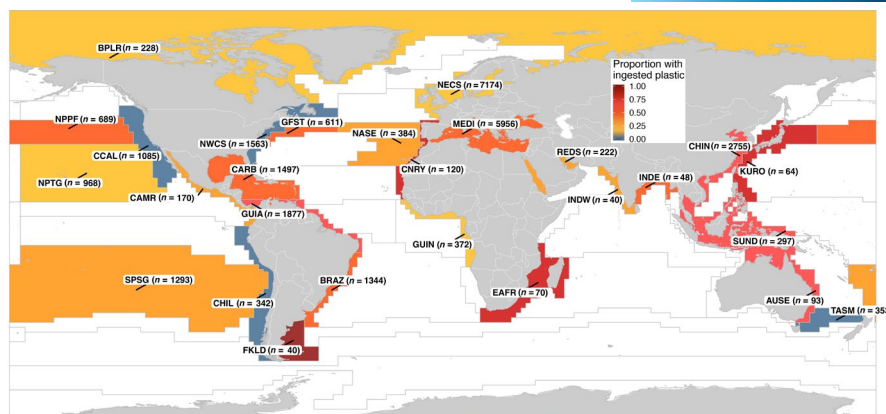 BPLR (n = 228)
Proportion with
ingested plastic
1.00
0.75
0.50
0.25
0.00
NECS (n = 7174)
NPPF (n = 689)
GFST (n = 611)
MEDI (n = 5956)
NASE (n = 384)
NWCS (n = 1563)
CHIN (n = 2755)
CCAL (n = 1085)
REDS (n = 222)
CARB (n = 1497)
CNRY (n = 120)
KURO (n = 64)
NPTG (n = 968)
INDE (n = 48)
CAMR (n = 170)
INDW (n = 40)
GUIA (n = 1877)
GUIN (n = 372)
SUND (n = 297)
SPSG (n = 1293)
BRAZ (n = 1344)
EAFR (n = 70)
CHIL (n = 342)
AUSE (n = 93)
TASM (n = 353
FKLD (n = 40)